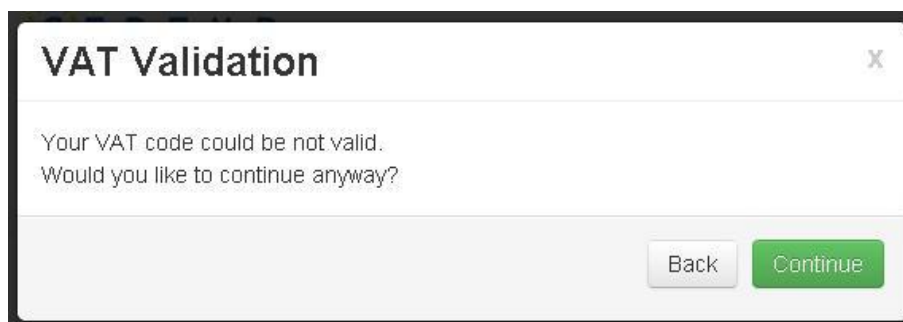 VAT Validation
x
Your VAT code could be not valid.
Would you like to continue anyway?
Back Continue